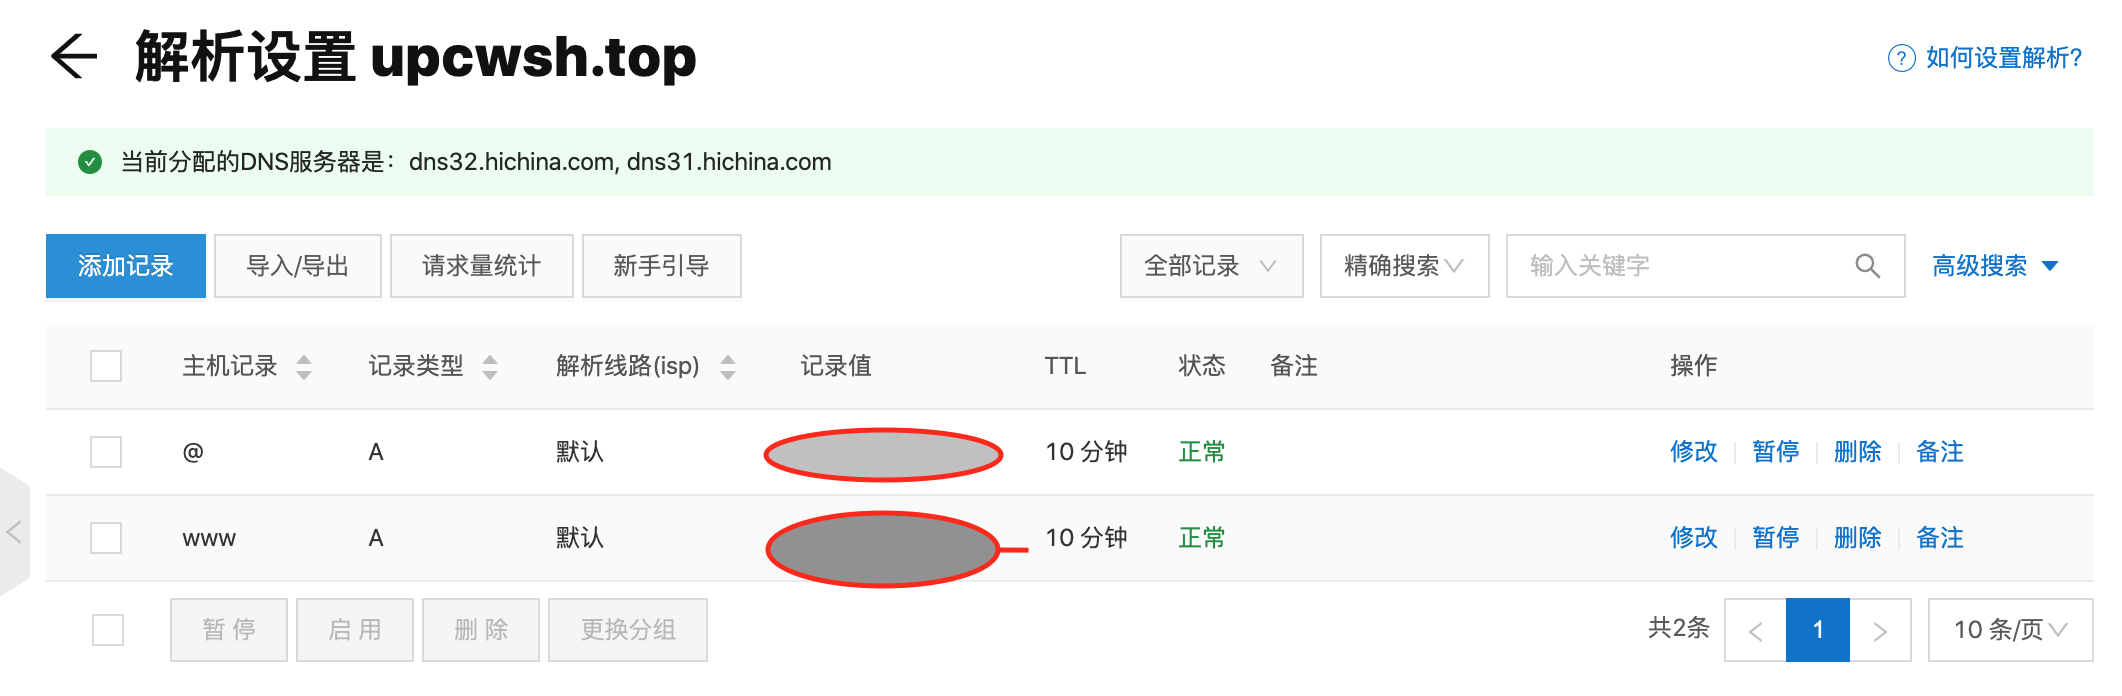 解析设置 upcwsh.top
? 如何设置解析?
当前分配的DNS服务器是: dns32.hichina.com, dns31.hichina.com
添加记录 导入/导出 请求量统计 新手引导 全部记录 精确搜索 输入关键字 高级搜索
主机记录 记录类型 解析线路(isp) 记录值 TTL 状态 备注 操作
@ A 默认 10 分钟 正常 修改 暂停 删除 备注
www A 默认 10 分钟 正常 修改 暂停 删除 备注
暂 停 启 用 删 除 更换分组 共2条 < 1 > 10 条/页